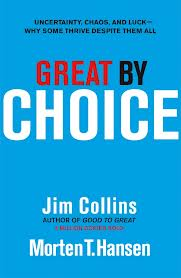 UNCERTAINTY, CHAOS, AND LUCK—
WHY SOME THRIVE DESPITE THEM ALL
GREAT BY
CHOICE
Jim Collins
AUTHOR OF GOOD TO GREAT
Morten T. Hansen